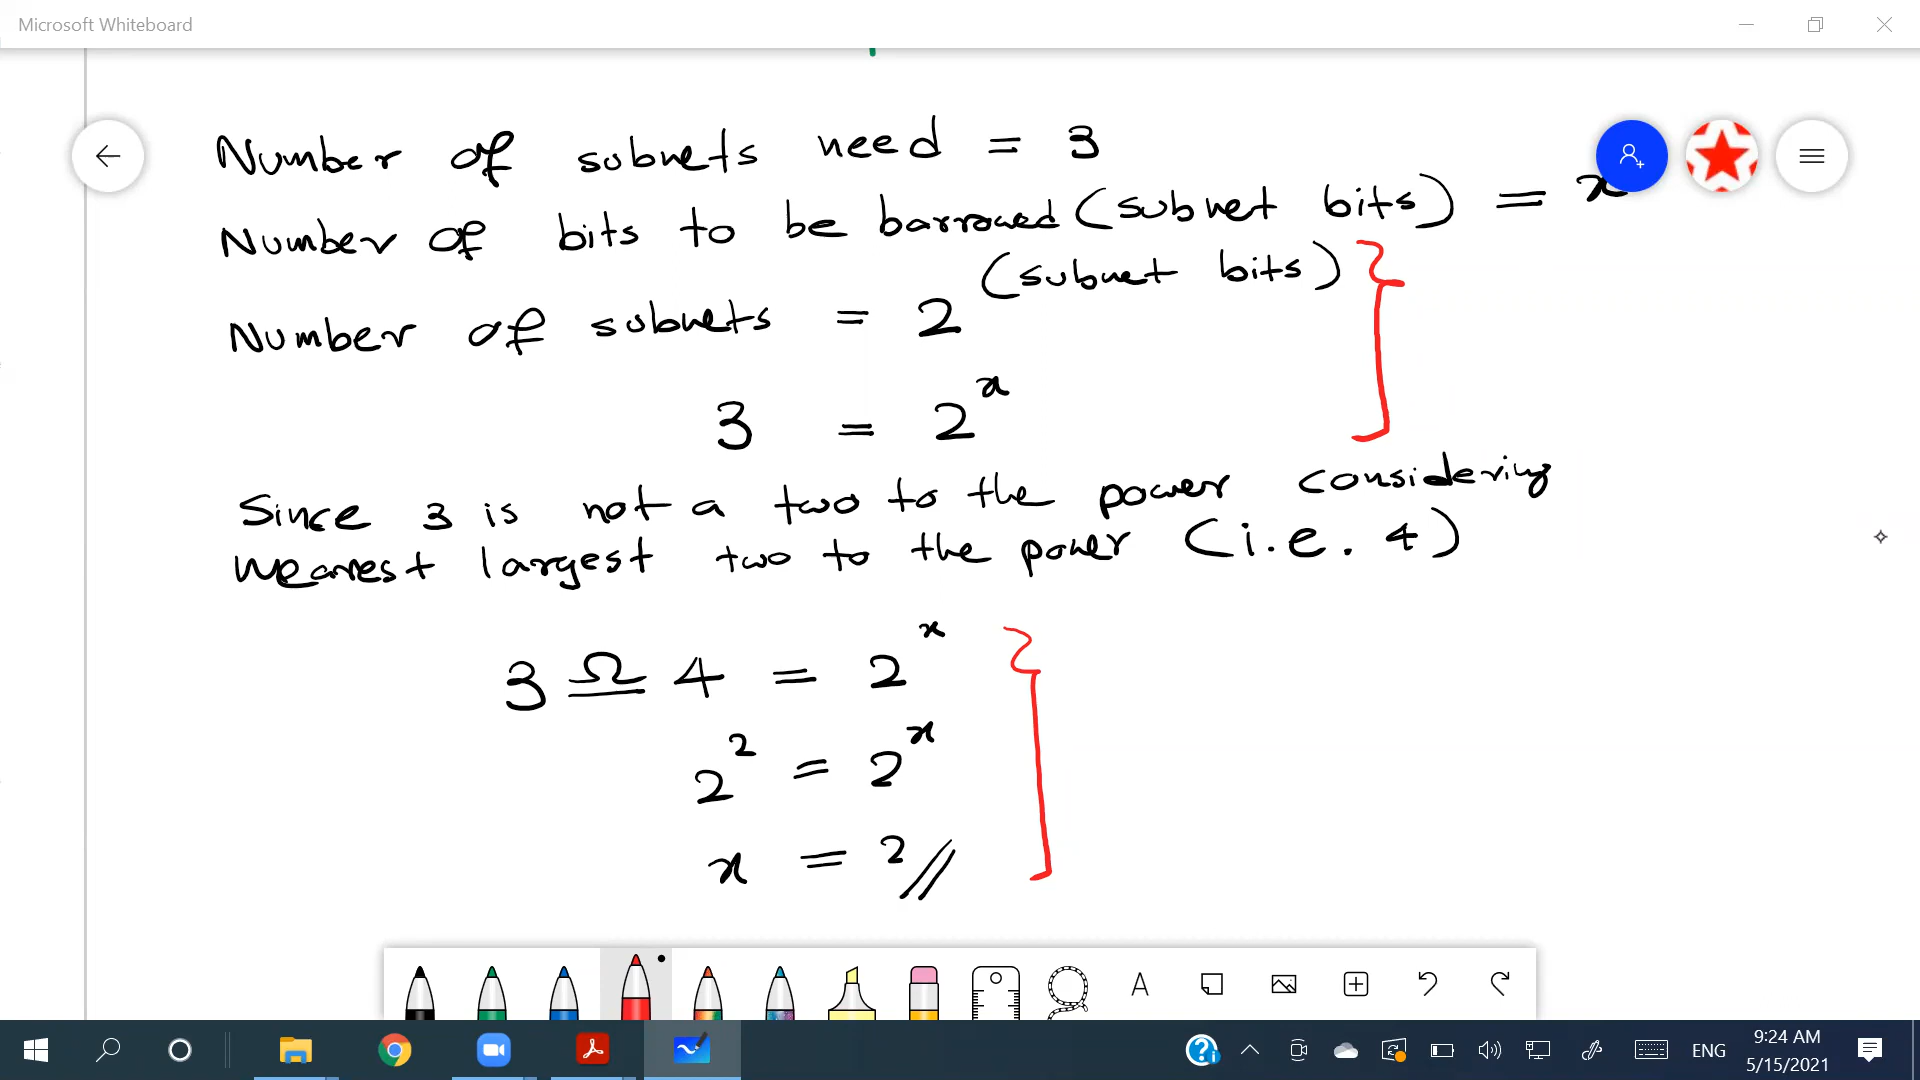 Microsoft Whiteboard
Number of subnets need = 3
Number of bits to be barrowed (subnet bits) = x
Number of subnets = 2^(subnet bits)
3 = 2^x
Since 3 is not a two to the power considering
nearest largest two to the power (i.e. 4)
3 ≏ 4 = 2^x
2^2 = 2^x
x = 2//
A
ENG
9:24 AM
5/15/2021